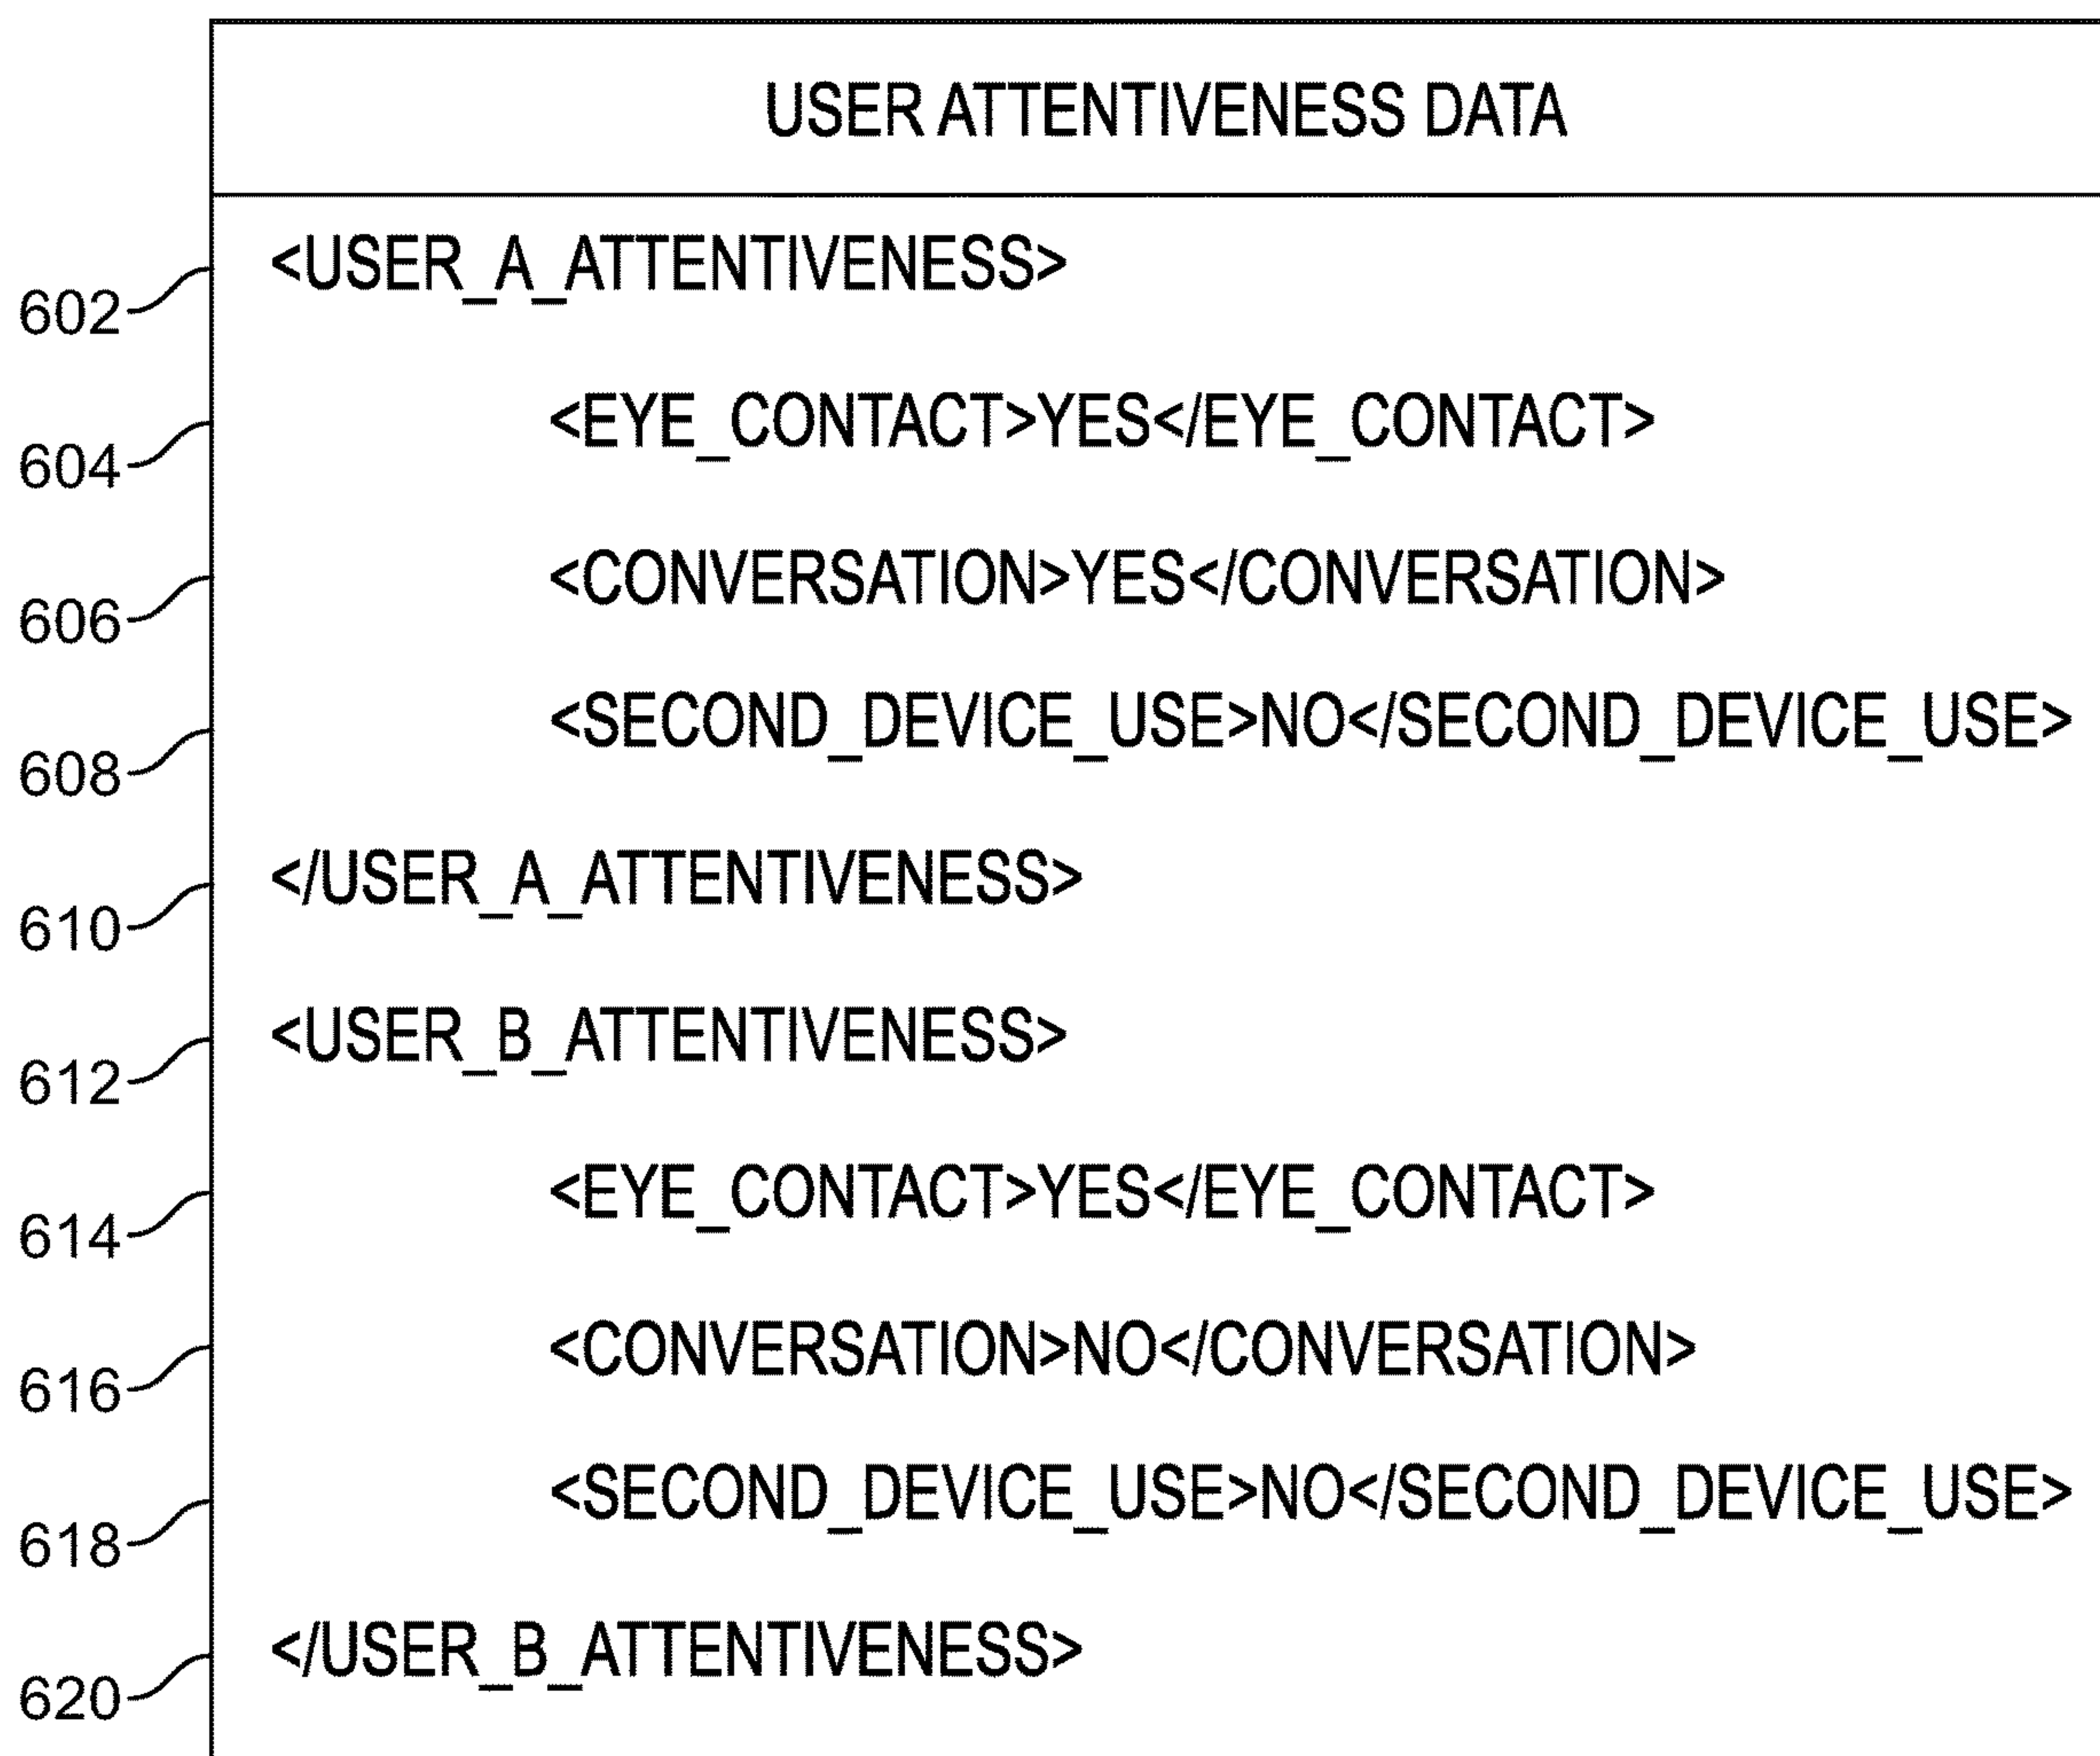 USER ATTENTIVENESS DATA
602 <USER_A_ATTENTIVENESS>
604 <EYE_CONTACT>YES</EYE_CONTACT>
606 <CONVERSATION>YES</CONVERSATION>
608 <SECOND_DEVICE_USE>NO</SECOND_DEVICE_USE>
610 </USER_A_ATTENTIVENESS>
612 <USER_B_ATTENTIVENESS>
614 <EYE_CONTACT>YES</EYE_CONTACT>
616 <CONVERSATION>NO</CONVERSATION>
618 <SECOND_DEVICE_USE>NO</SECOND_DEVICE_USE>
620 </USER_B_ATTENTIVENESS>